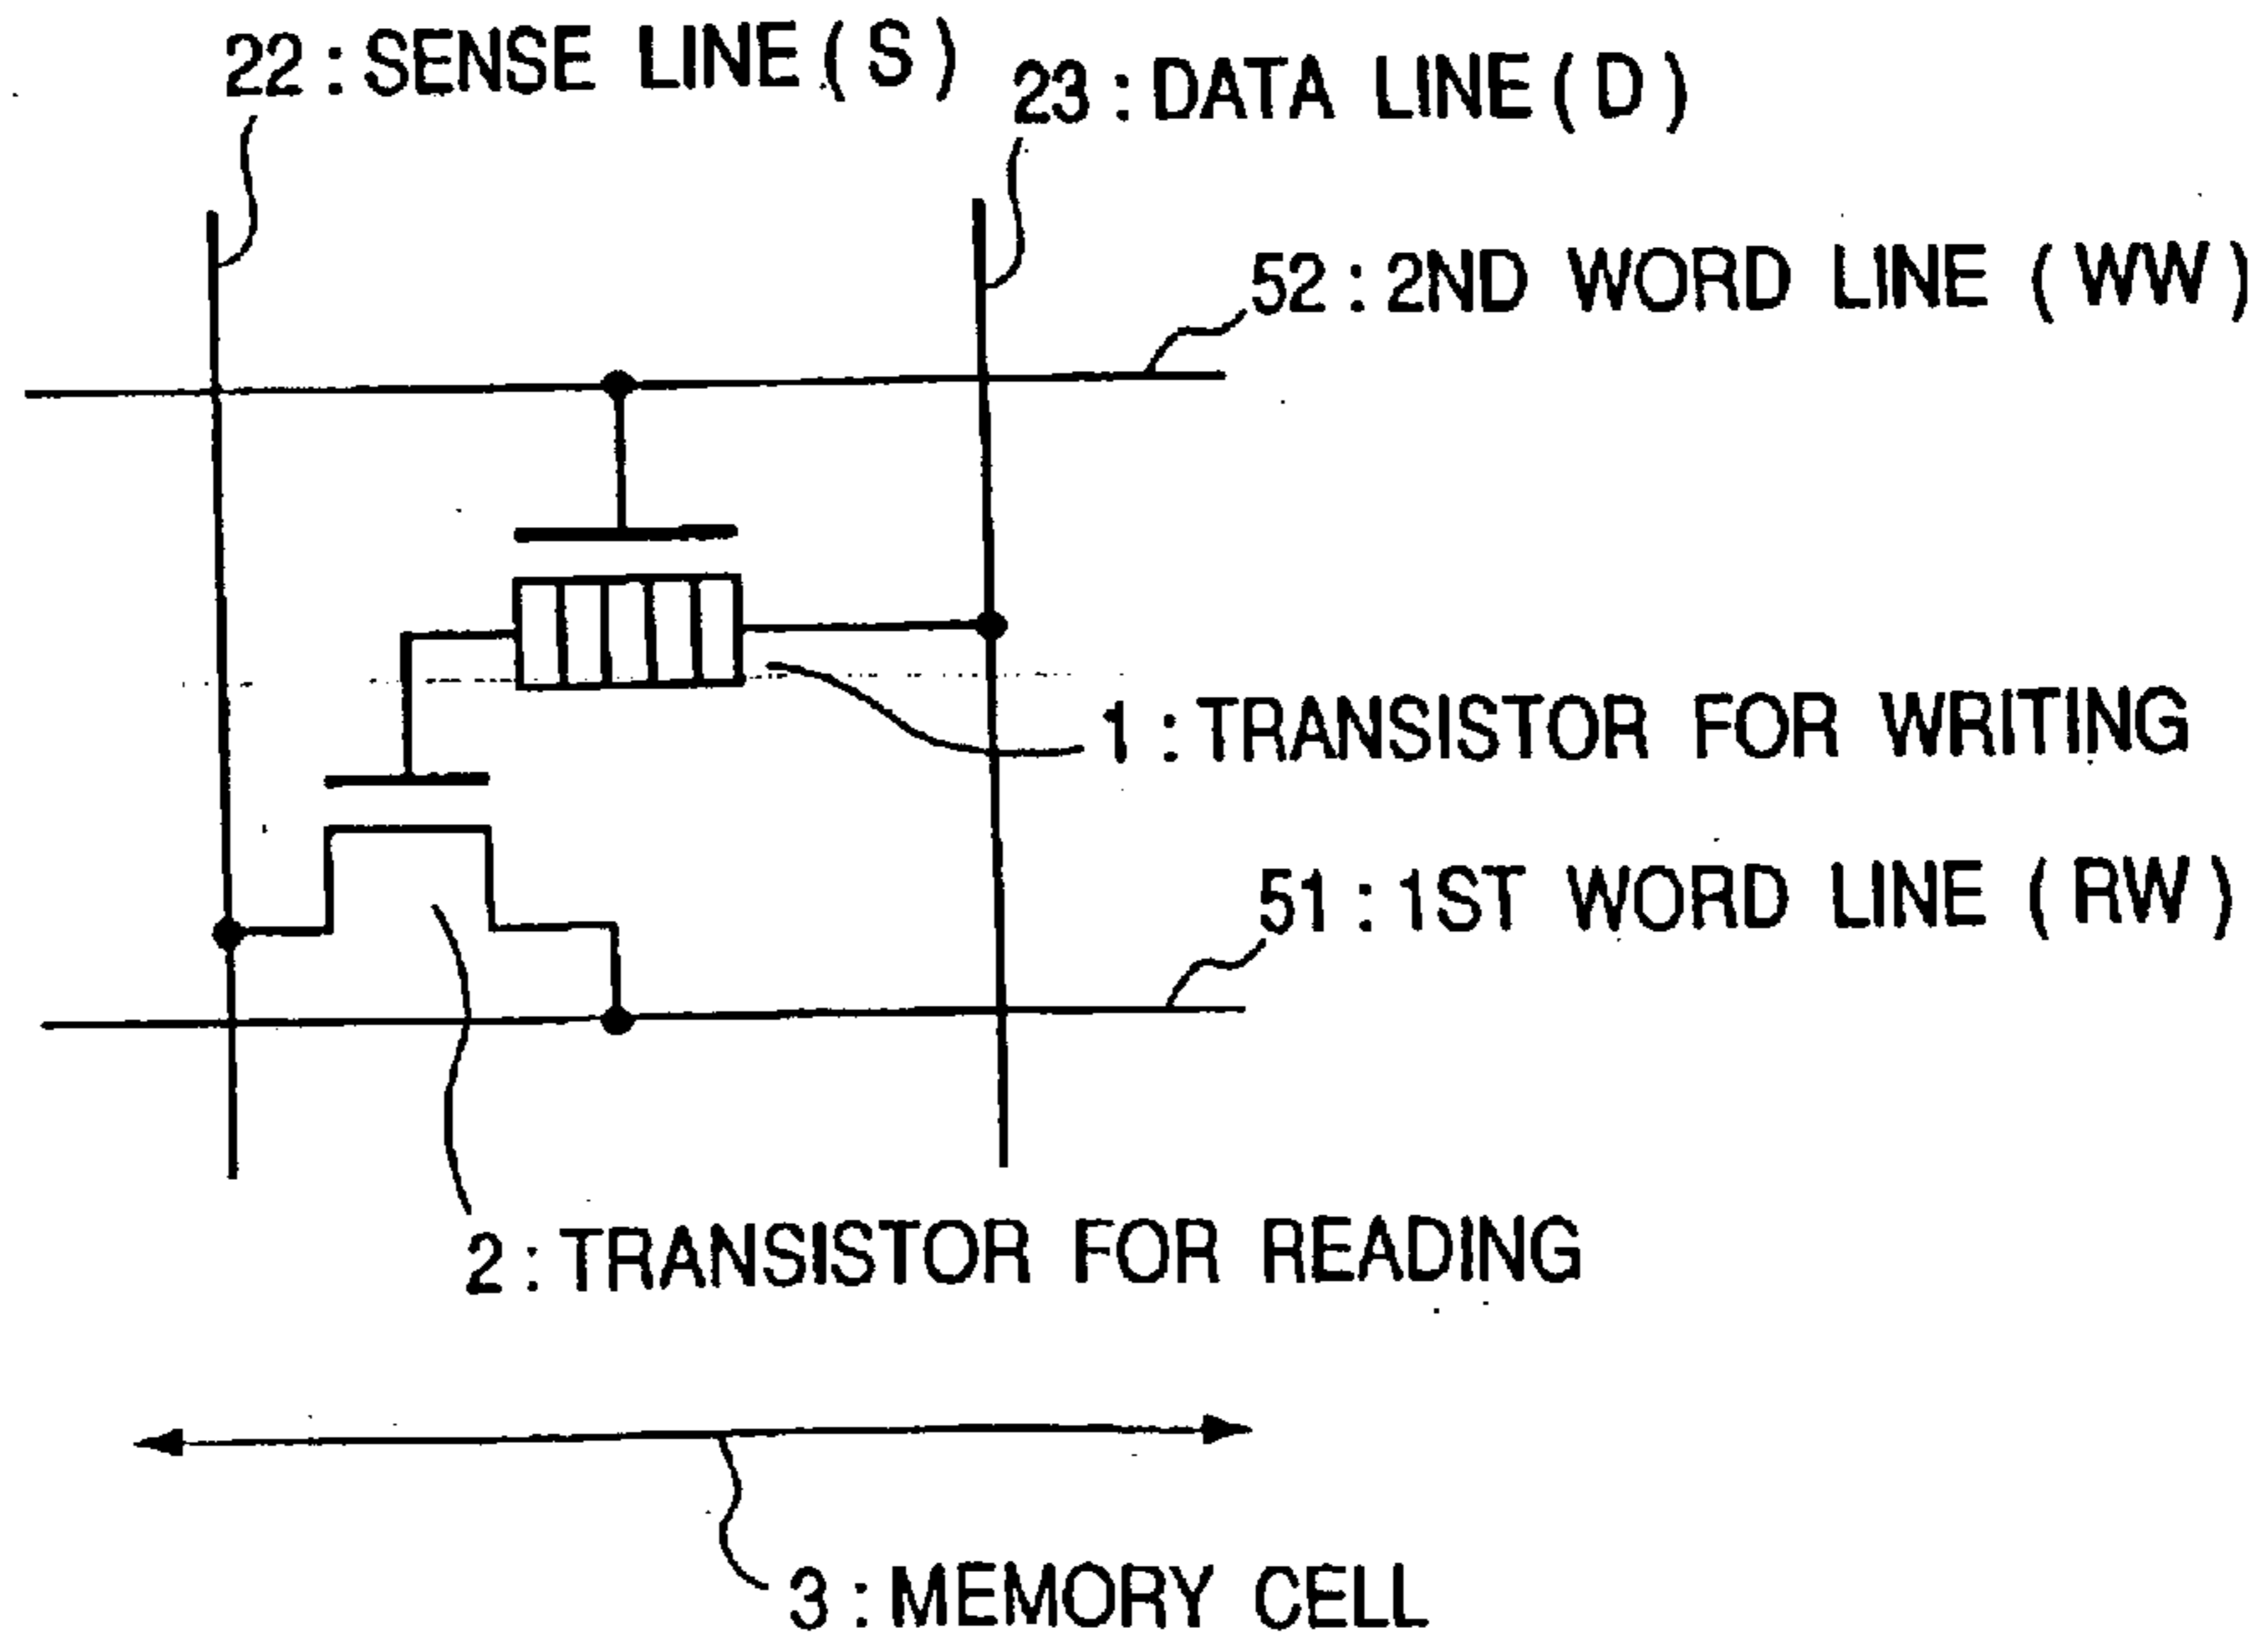 22:SENSE LINE(S)
23:DATA LINE(D)
52:2ND WORD LINE (WW)
1:TRANSISTOR FOR WRITING
51:1ST WORD LINE (RW)
2:TRANSISTOR FOR READING
3:MEMORY CELL